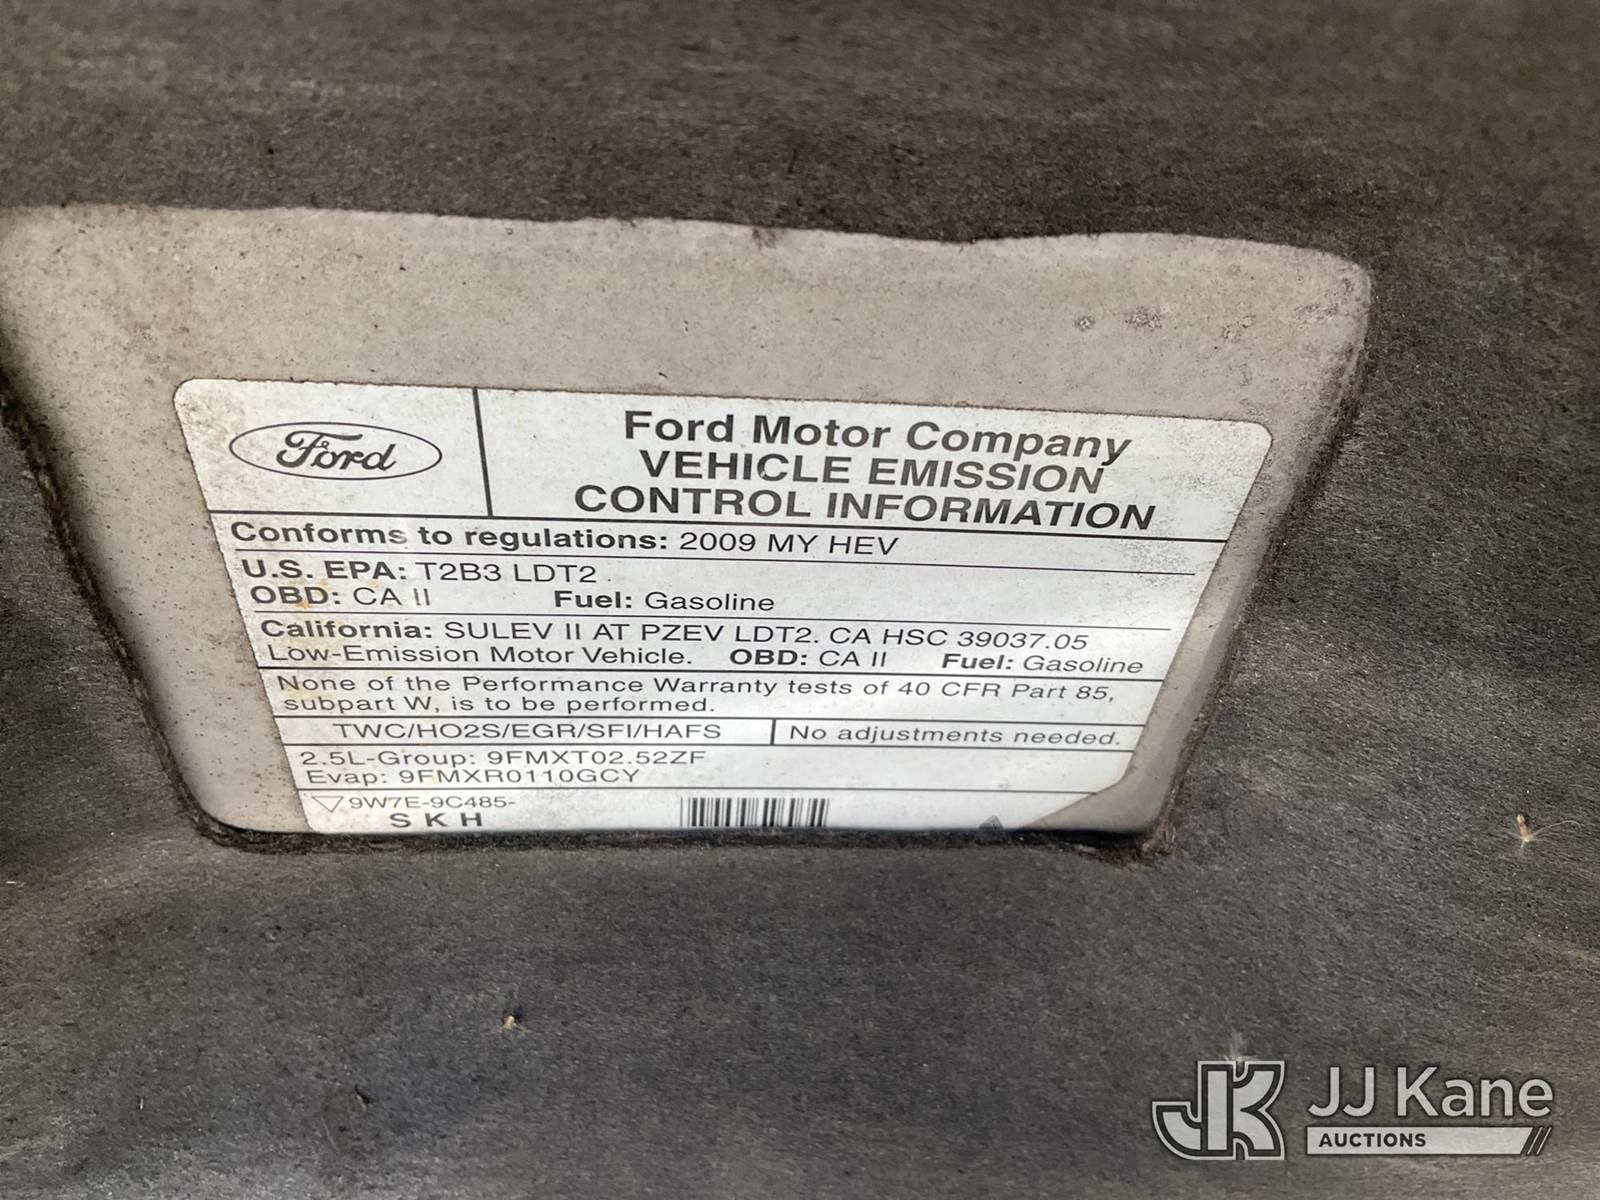 Ford
Ford Motor Company
VEHICLE EMISSION
CONTROL INFORMATION
Conforms to regulations: 2009 MY HEV
U.S. EPA: T2B3 LDT2
OBD: CA II Fuel: Gasoline
California: SULEV II AT PZEV LDT2. CA HSC 39037.05
Low-Emission Motor Vehicle. OBD: CA II Fuel: Gasoline
None of the Performance Warranty tests of 40 CFR Part 85,
subpart W, is to be performed.
TWC/HO2S/EGR/SFI/HAFS No adjustments needed.
2.5L-Group: 9FMXT02.52ZF
Evap: 9FMXR0110GCY
9W7E-9C485-
S K H
JK JJ Kane
AUCTIONS